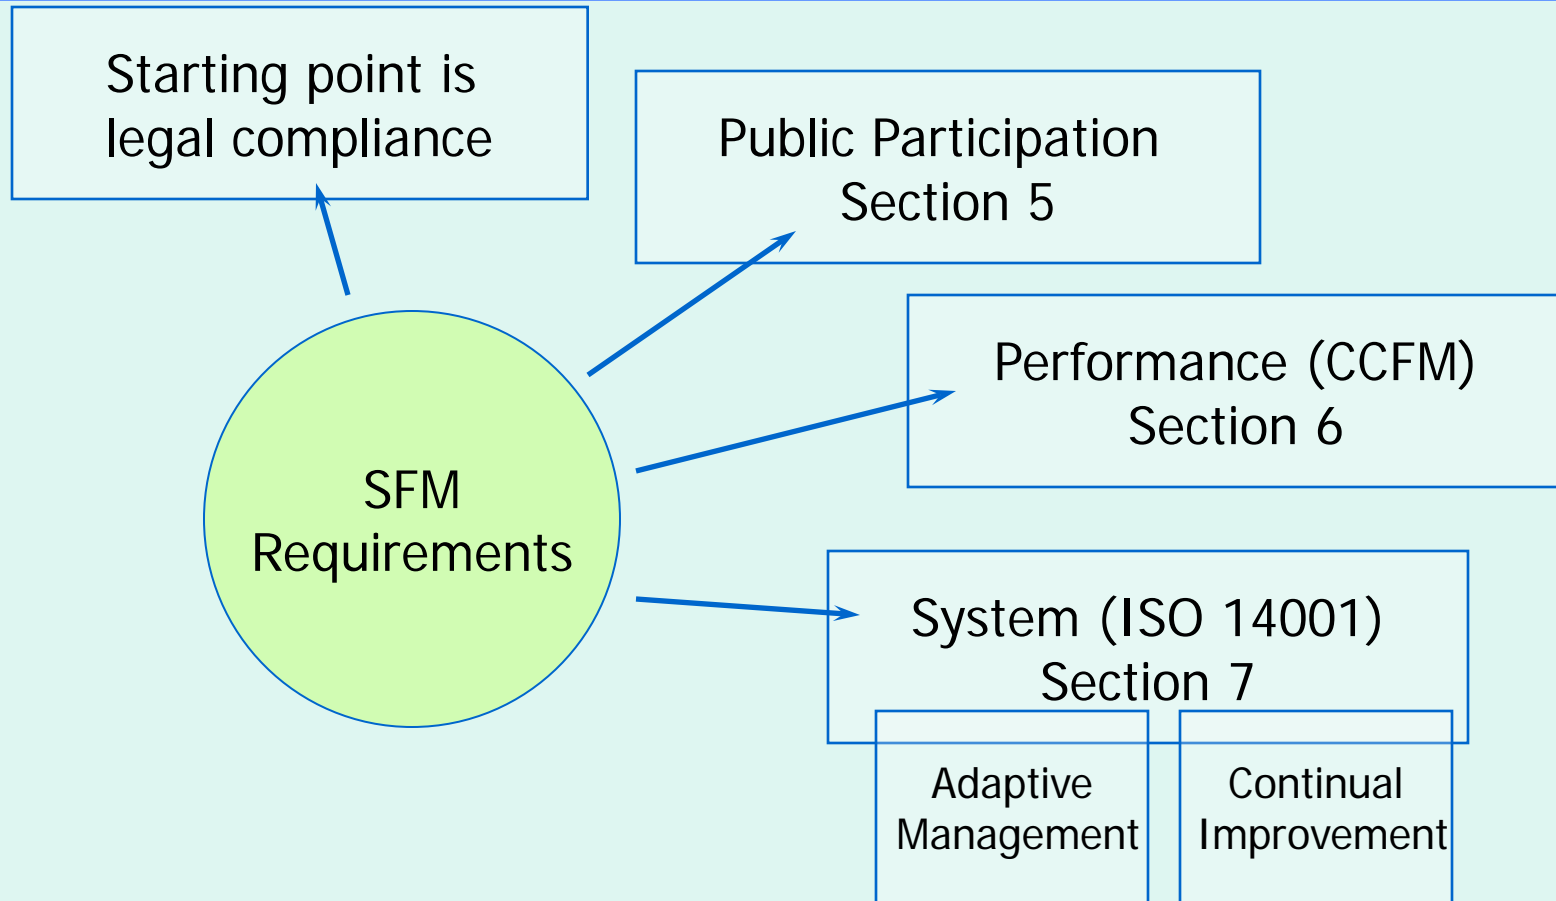 Starting point is
legal compliance
Public Participation
Section 5
Performance (CCFM)
Section 6
SFM
Requirements
System (ISO 14001)
Section 7
Adaptive
Management
Continual
Improvement